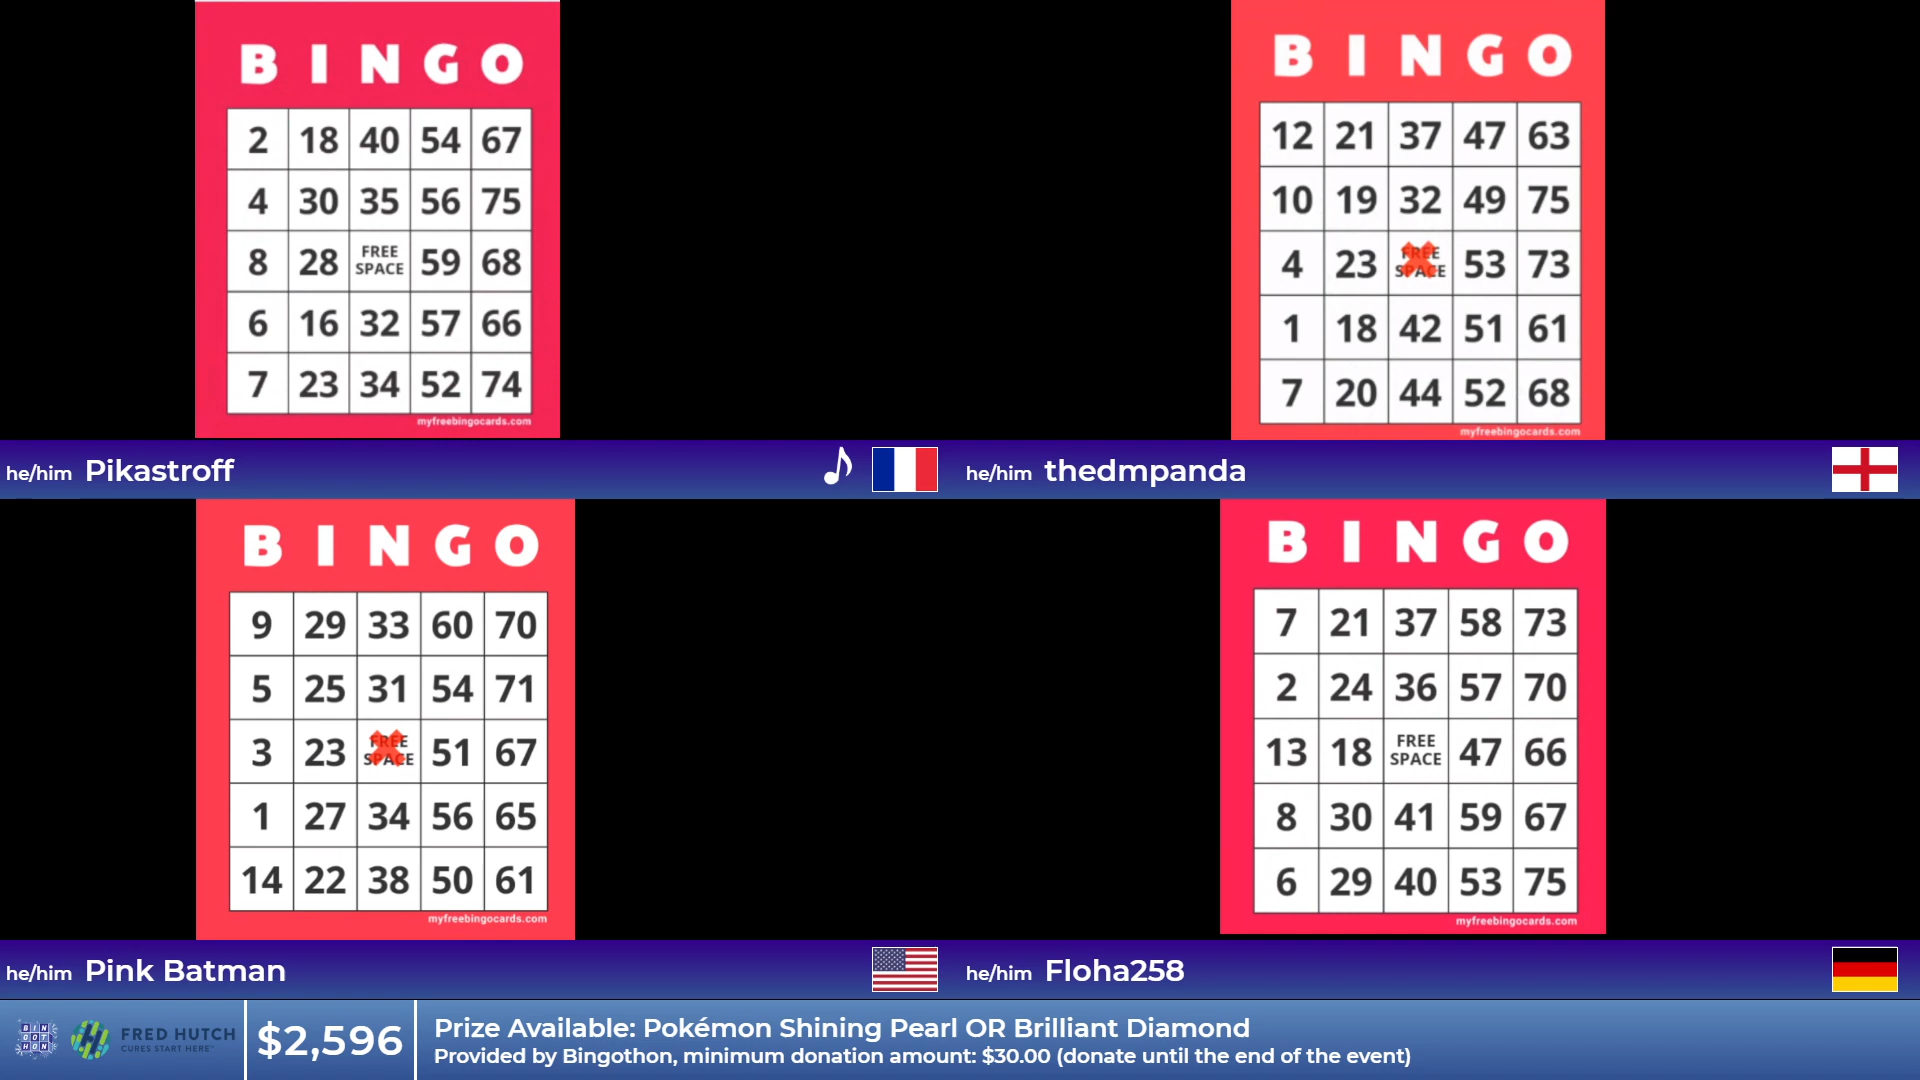 B I N G O
2 18 40 54 67
4 30 35 56 75
8 28 FREE SPACE 59 68
6 16 32 57 66
7 23 34 52 74
myfreebingocards.com
he/him Pikastroff
B I N G O
12 21 37 47 63
10 19 32 49 75
4 23 FREE SPACE 53 73
1 18 42 51 61
7 20 44 52 68
myfreebingocards.com
he/him thedmpanda
B I N G O
9 29 33 60 70
5 25 31 54 71
3 23 FREE SPACE 51 67
1 27 34 56 65
14 22 38 50 61
myfreebingocards.com
he/him Pink Batman
B I N G O
7 21 37 58 73
2 24 36 57 70
13 18 FREE SPACE 47 66
8 30 41 59 67
6 29 40 53 75
myfreebingocards.com
he/him Floha258
BIN
GOT
HON
FRED HUTCH
CURES START HERE™
$2,596
Prize Available: Pokémon Shining Pearl OR Brilliant Diamond
Provided by Bingothon, minimum donation amount: $30.00 (donate until the end of the event)